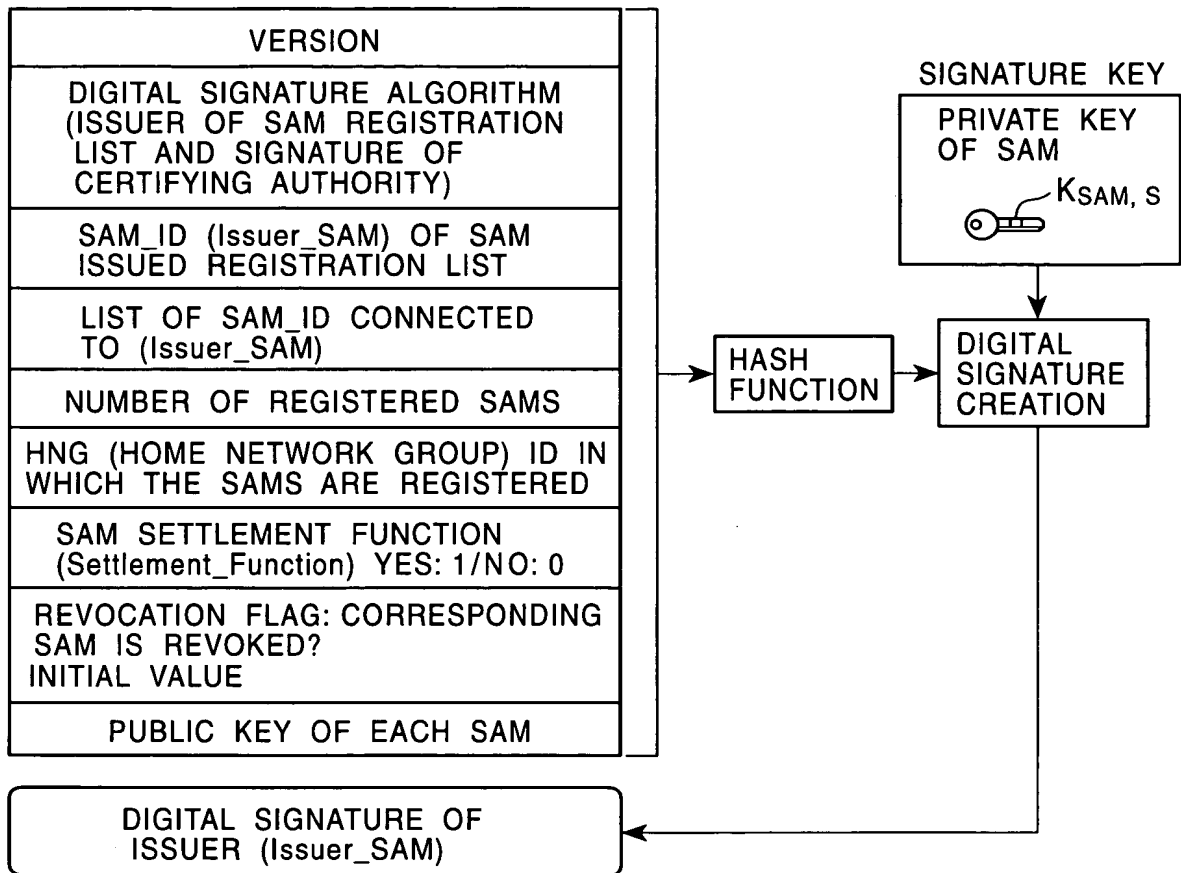 VERSION
DIGITAL SIGNATURE ALGORITHM
(ISSUER OF SAM REGISTRATION
LIST AND SIGNATURE OF
CERTIFYING AUTHORITY)
SAM_ID (Issuer_SAM) OF SAM
ISSUED REGISTRATION LIST
LIST OF SAM_ID CONNECTED
TO (Issuer_SAM)
NUMBER OF REGISTERED SAMS
HNG (HOME NETWORK GROUP) ID IN
WHICH THE SAMS ARE REGISTERED
SAM SETTLEMENT FUNCTION
(Settlement_Function) YES: 1/NO: 0
REVOCATION FLAG: CORRESPONDING
SAM IS REVOKED?
INITIAL VALUE
PUBLIC KEY OF EACH SAM
HASH
FUNCTION
SIGNATURE KEY
PRIVATE KEY
OF SAM
KSAM, S
DIGITAL
SIGNATURE
CREATION
DIGITAL SIGNATURE OF
ISSUER (Issuer_SAM)